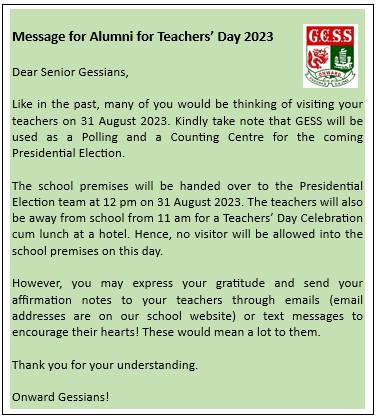 Message for Alumni for Teachers’ Day 2023
GESS
ONWARD
Dear Senior Gessians,
Like in the past, many of you would be thinking of visiting your
teachers on 31 August 2023. Kindly take note that GESS will be
used as a Polling and a Counting Centre for the coming
Presidential Election.
The school premises will be handed over to the Presidential
Election team at 12 pm on 31 August 2023. The teachers will also
be away from school from 11 am for a Teachers’ Day Celebration
cum lunch at a hotel. Hence, no visitor will be allowed into the
school premises on this day.
However, you may express your gratitude and send your
affirmation notes to your teachers through emails (email
addresses are on our school website) or text messages to
encourage their hearts! These would mean a lot to them.
Thank you for your understanding.
Onward Gessians!